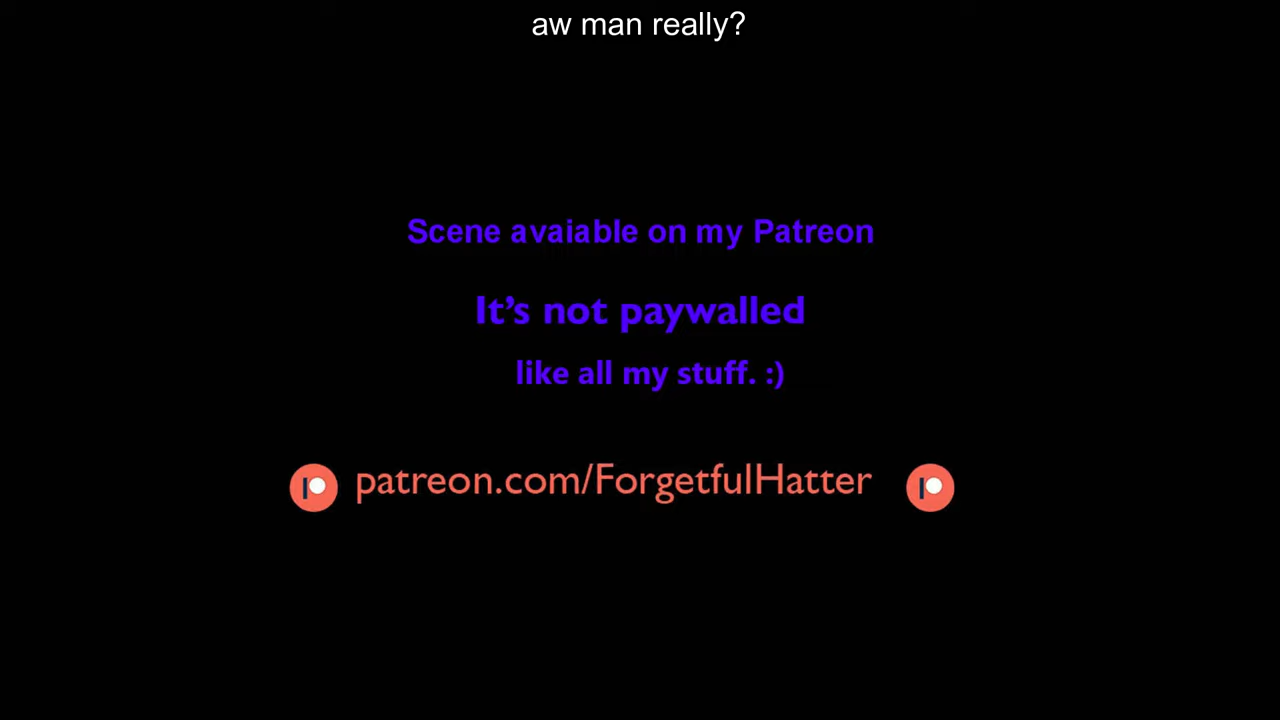 aw man really?
Scene avaiable on my Patreon
It's not paywalled
like all my stuff. :)
patreon.com/ForgetfulHatter